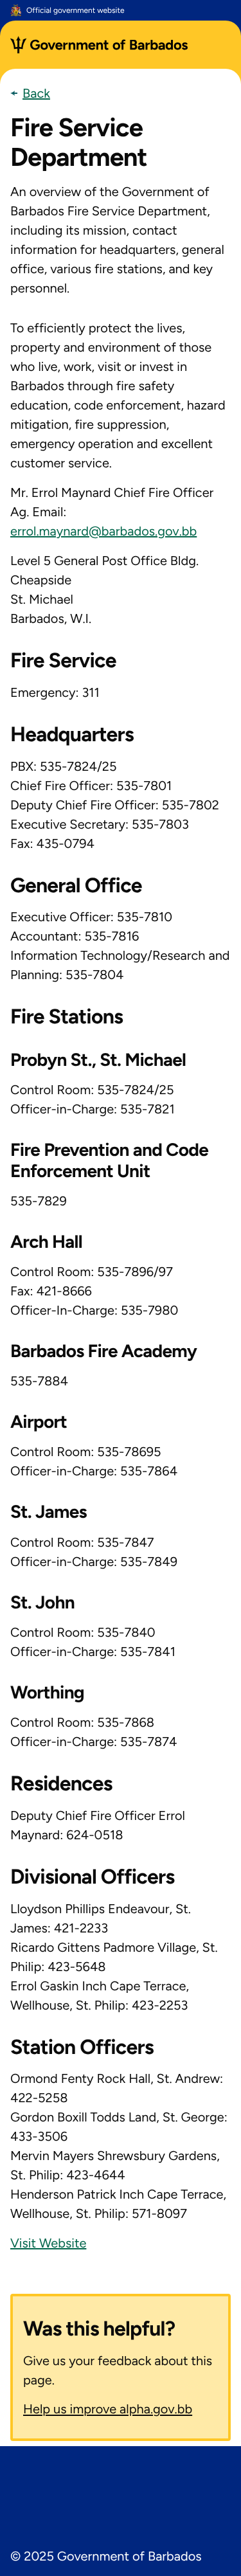 Official government website
Government of Barbados
← Back
Fire Service
Department
An overview of the Government of
Barbados Fire Service Department,
including its mission, contact
information for headquarters, general
office, various fire stations, and key
personnel.
To efficiently protect the lives,
property and environment of those
who live, work, visit or invest in
Barbados through fire safety
education, code enforcement, hazard
mitigation, fire suppression,
emergency operation and excellent
customer service.
Mr. Errol Maynard Chief Fire Officer
Ag. Email:
errol.maynard@barbados.gov.bb
Level 5 General Post Office Bldg.
Cheapside
St. Michael
Barbados, W.I.
Fire Service
Emergency: 311
Headquarters
PBX: 535-7824/25
Chief Fire Officer: 535-7801
Deputy Chief Fire Officer: 535-7802
Executive Secretary: 535-7803
Fax: 435-0794
General Office
Executive Officer: 535-7810
Accountant: 535-7816
Information Technology/Research and
Planning: 535-7804
Fire Stations
Probyn St., St. Michael
Control Room: 535-7824/25
Officer-in-Charge: 535-7821
Fire Prevention and Code
Enforcement Unit
535-7829
Arch Hall
Control Room: 535-7896/97
Fax: 421-8666
Officer-In-Charge: 535-7980
Barbados Fire Academy
535-7884
Airport
Control Room: 535-78695
Officer-in-Charge: 535-7864
St. James
Control Room: 535-7847
Officer-in-Charge: 535-7849
St. John
Control Room: 535-7840
Officer-in-Charge: 535-7841
Worthing
Control Room: 535-7868
Officer-in-Charge: 535-7874
Residences
Deputy Chief Fire Officer Errol
Maynard: 624-0518
Divisional Officers
Lloydson Phillips Endeavour, St.
James: 421-2233
Ricardo Gittens Padmore Village, St.
Philip: 423-5648
Errol Gaskin Inch Cape Terrace,
Wellhouse, St. Philip: 423-2253
Station Officers
Ormond Fenty Rock Hall, St. Andrew:
422-5258
Gordon Boxill Todds Land, St. George:
433-3506
Mervin Mayers Shrewsbury Gardens,
St. Philip: 423-4644
Henderson Patrick Inch Cape Terrace,
Wellhouse, St. Philip: 571-8097
Visit Website
Was this helpful?
Give us your feedback about this
page.
Help us improve alpha.gov.bb
© 2025 Government of Barbados